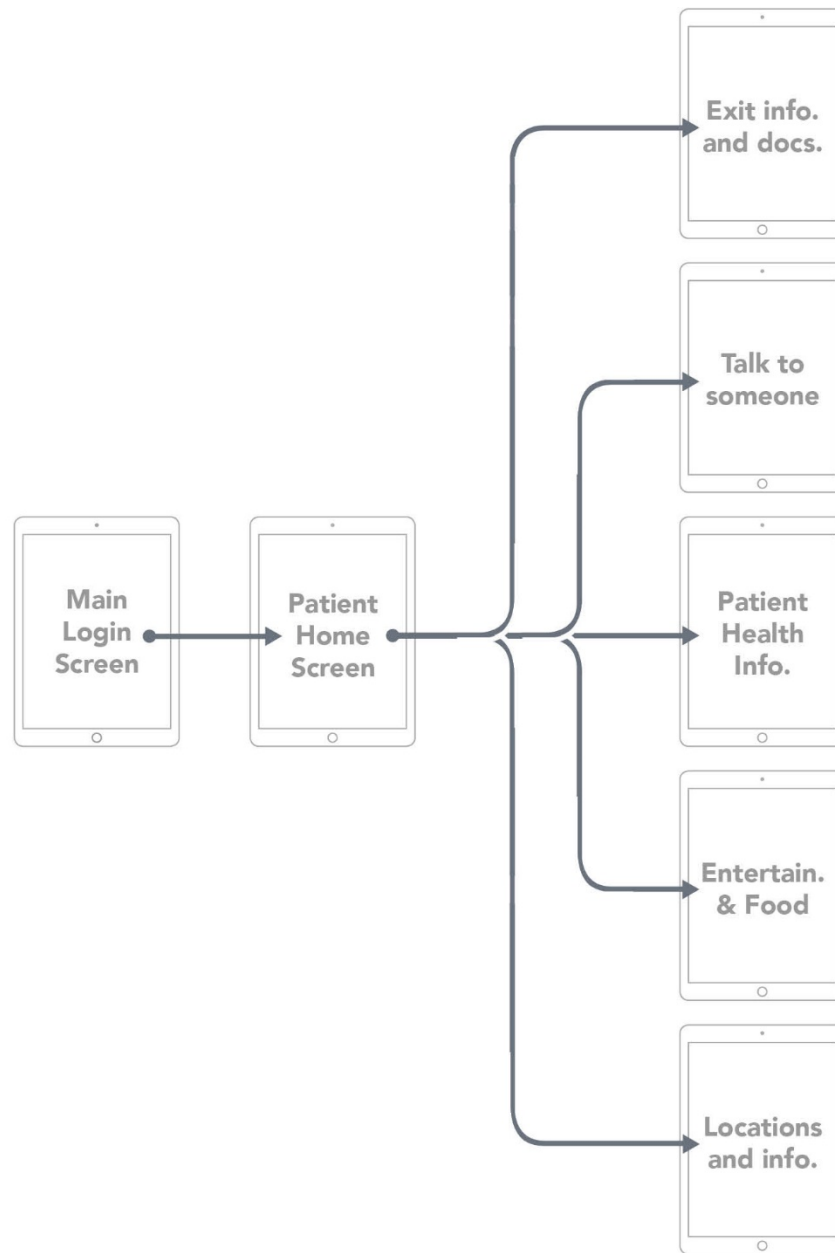 Exit info.
and docs.
Talk to
someone
Main
Login
Screen
Patient
Home
Screen
Patient
Health
Info.
Entertain.
& Food
Locations
and info.